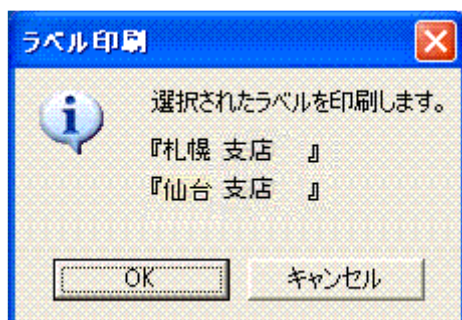 ラベル印刷
選択されたラベルを印刷します。
『札幌 支店　』
『仙台 支店　』
OK
キャンセル